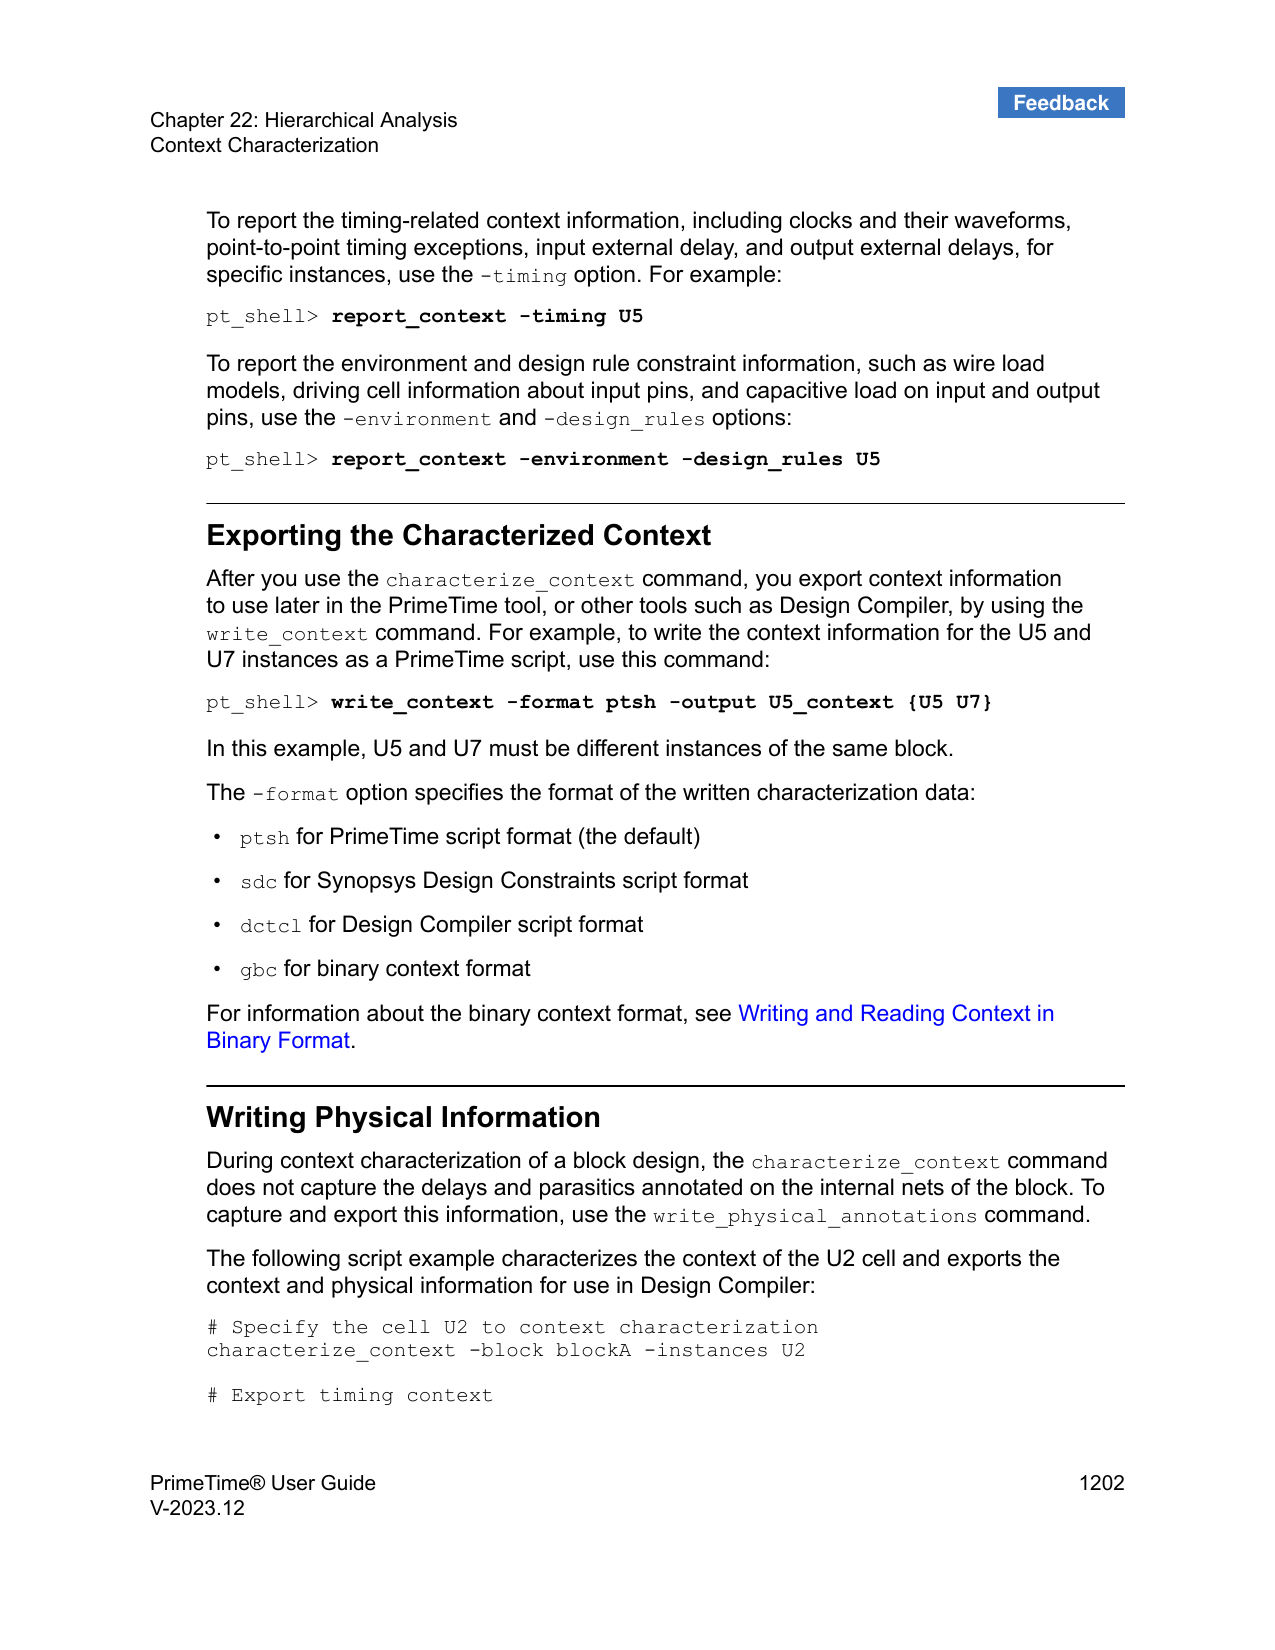 Feedback
Chapter 22: Hierarchical Analysis
Context Characterization
To report the timing-related context information, including clocks and their waveforms,
point-to-point timing exceptions, input external delay, and output external delays, for
specific instances, use the -timing option. For example:
pt_shell> report_context -timing U5
To report the environment and design rule constraint information, such as wire load
models, driving cell information about input pins, and capacitive load on input and output
pins, use the -environment and -design_rules options:
pt_shell> report_context -environment -design_rules U5
Exporting the Characterized Context
After you use the characterize_context command, you export context information
to use later in the PrimeTime tool, or other tools such as Design Compiler, by using the
write_context command. For example, to write the context information for the U5 and
U7 instances as a PrimeTime script, use this command:
pt_shell> write_context -format ptsh -output U5_context {U5 U7}
In this example, U5 and U7 must be different instances of the same block.
The -format option specifies the format of the written characterization data:
• ptsh for PrimeTime script format (the default)
• sdc for Synopsys Design Constraints script format
• dctcl for Design Compiler script format
• gbc for binary context format
For information about the binary context format, see Writing and Reading Context in
Binary Format.
Writing Physical Information
During context characterization of a block design, the characterize_context command
does not capture the delays and parasitics annotated on the internal nets of the block. To
capture and export this information, use the write_physical_annotations command.
The following script example characterizes the context of the U2 cell and exports the
context and physical information for use in Design Compiler:
# Specify the cell U2 to context characterization
characterize_context -block blockA -instances U2
# Export timing context
PrimeTime® User Guide
1202
V-2023.12